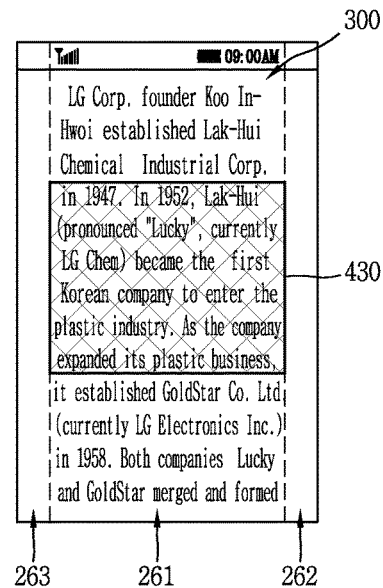 300
09:00AM
LG Corp. founder Koo In-
Hwoi established Lak-Hui
Chemical Industrial Corp.
in 1947. In 1952, Lak-Hui
(pronounced "Lucky", currently
LG Chem) became the first
Korean company to enter the
plastic industry. As the company
expanded its plastic business,
it established GoldStar Co. Ltd
(currently LG Electronics Inc.)
in 1958. Both companies Lucky
and GoldStar merged and formed
430
263 261 262